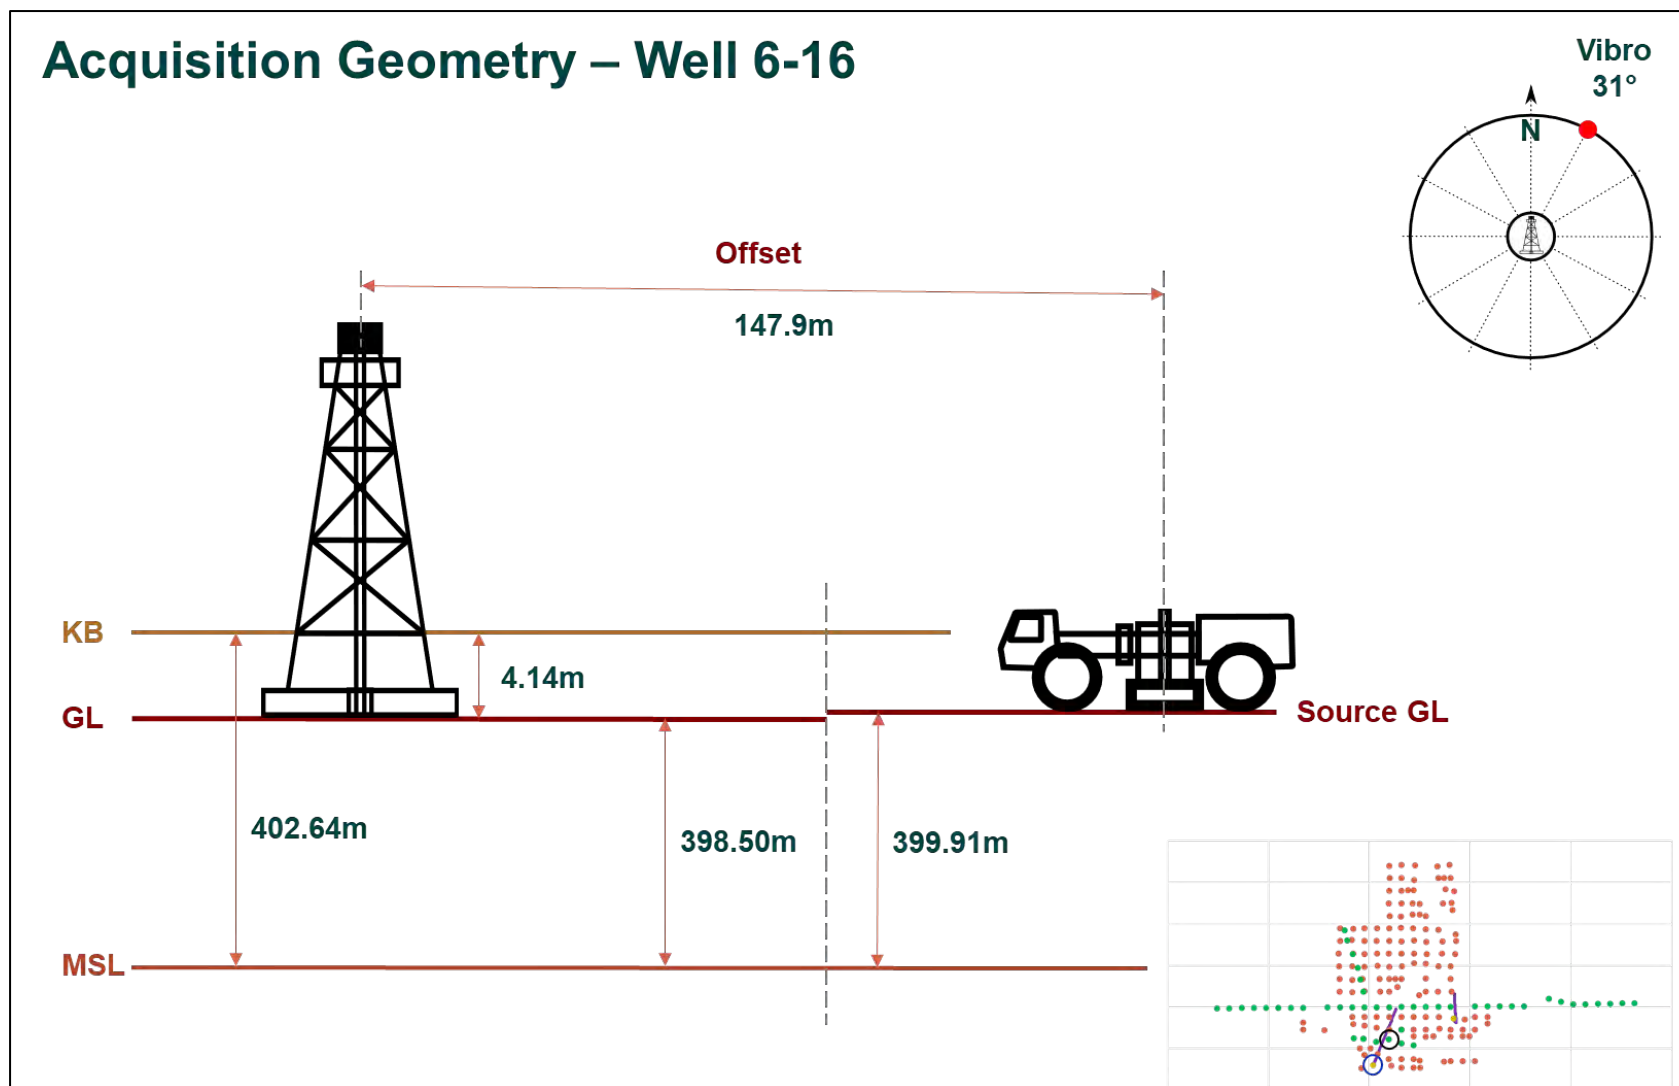 Acquisition Geometry – Well 6-16
Vibro
31°
N
Offset
147.9m
KB
4.14m
GL
Source GL
402.64m
398.50m
399.91m
MSL